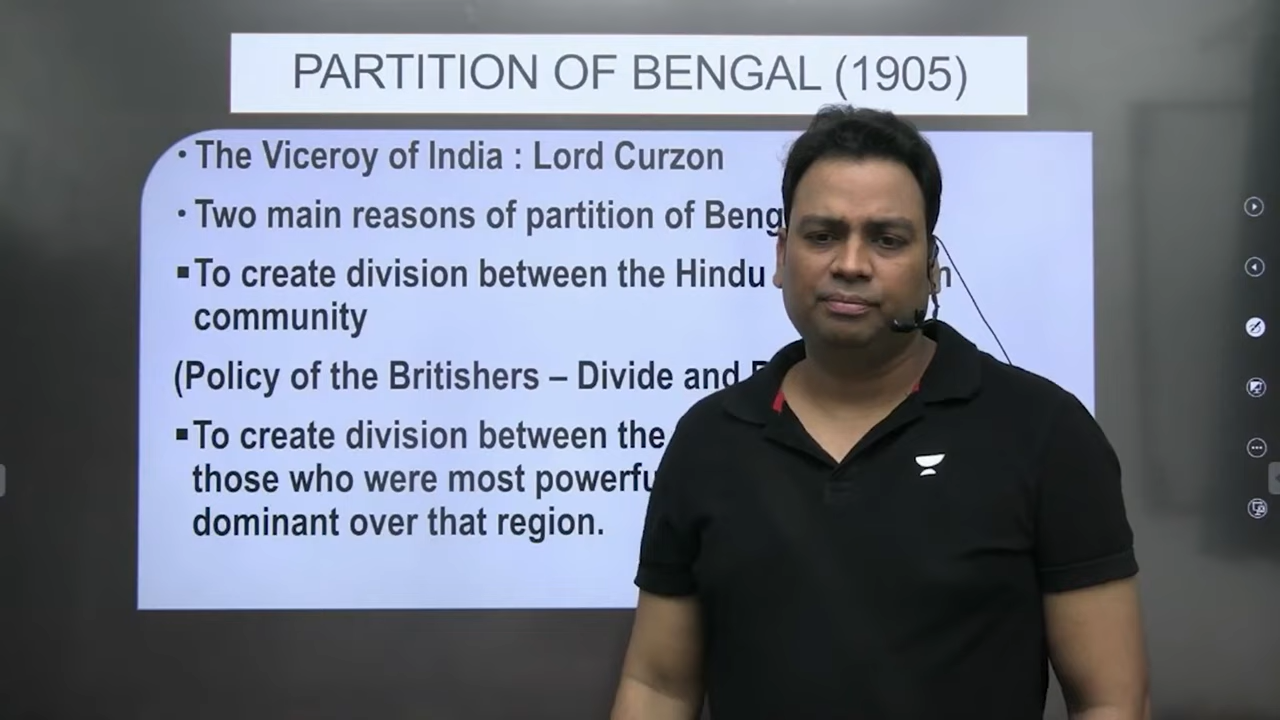 PARTITION OF BENGAL (1905)
• The Viceroy of India : Lord Curzon
• Two main reasons of partition of
▪ To create division between the Hindu
community
(Policy of the Britishers – Divide and
▪ To create division between the
those who were most
dominant over that region.